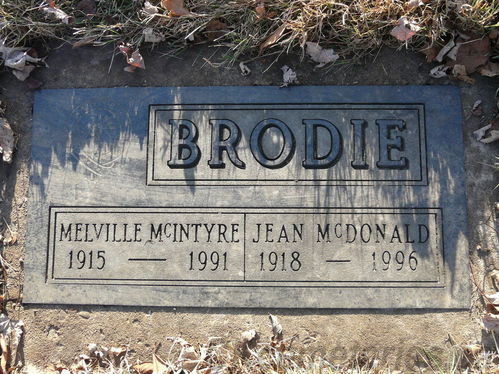 BRODIE
MELVILLE McINTYRE
1915 — 1991
JEAN McDONALD
1918 — 1996